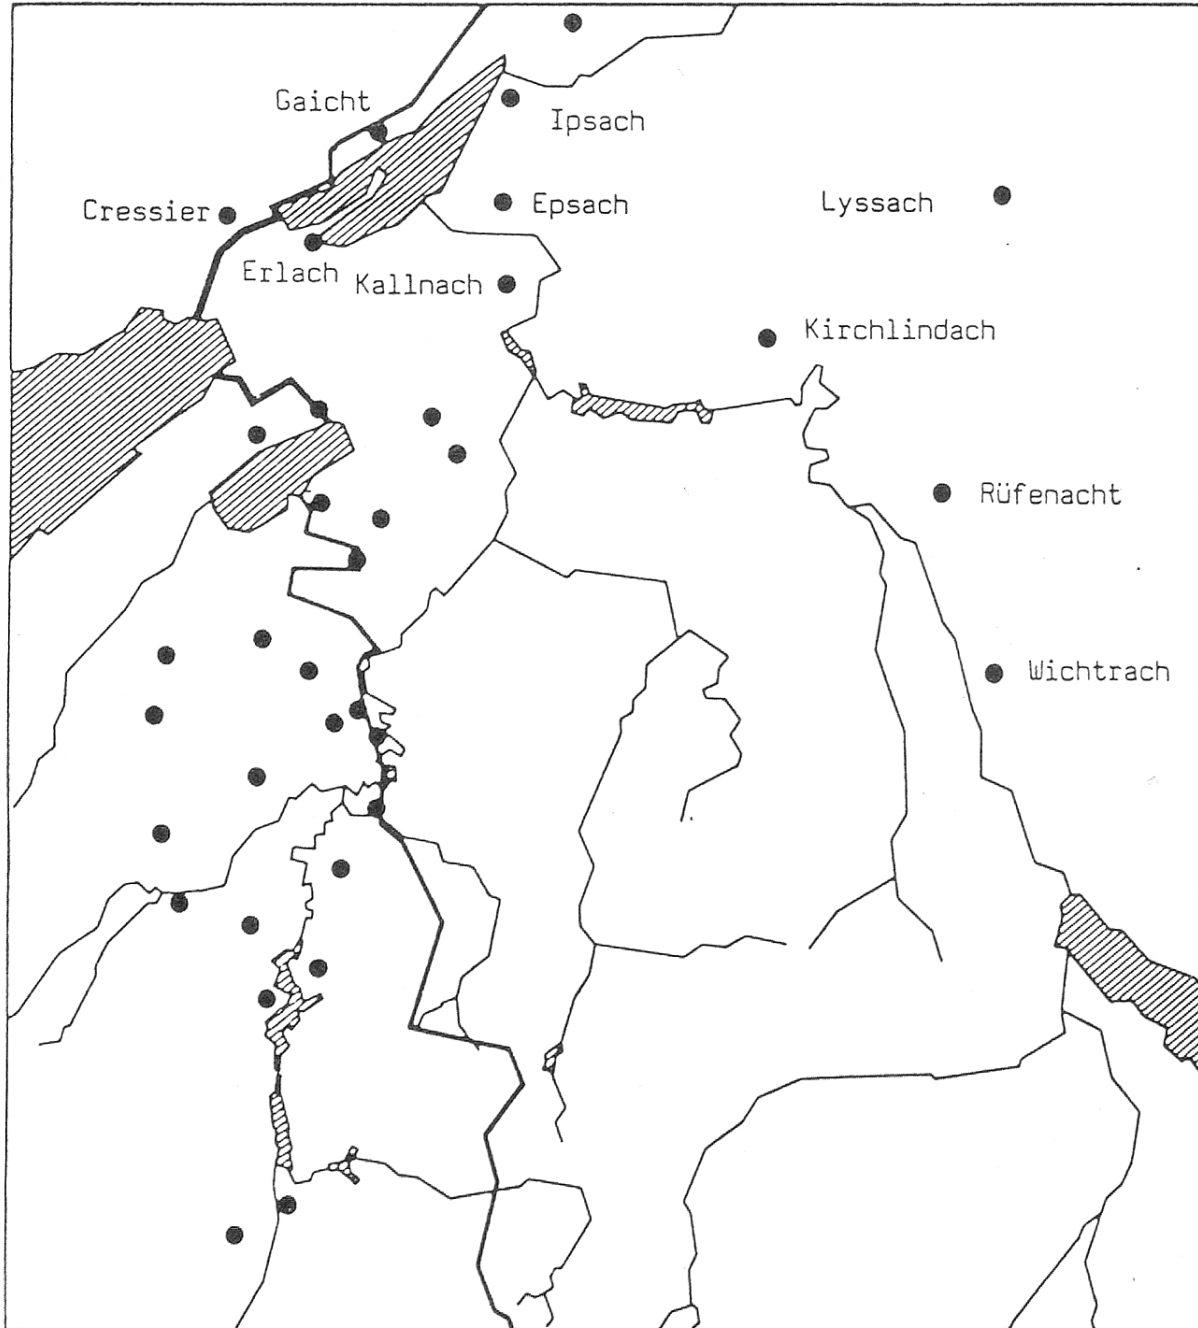 Gaicht
Ipsach
Cressier
Epsach
Lyssach
Erlach
Kallnach
Kirchlindach
Rüfenacht
Wichtrach